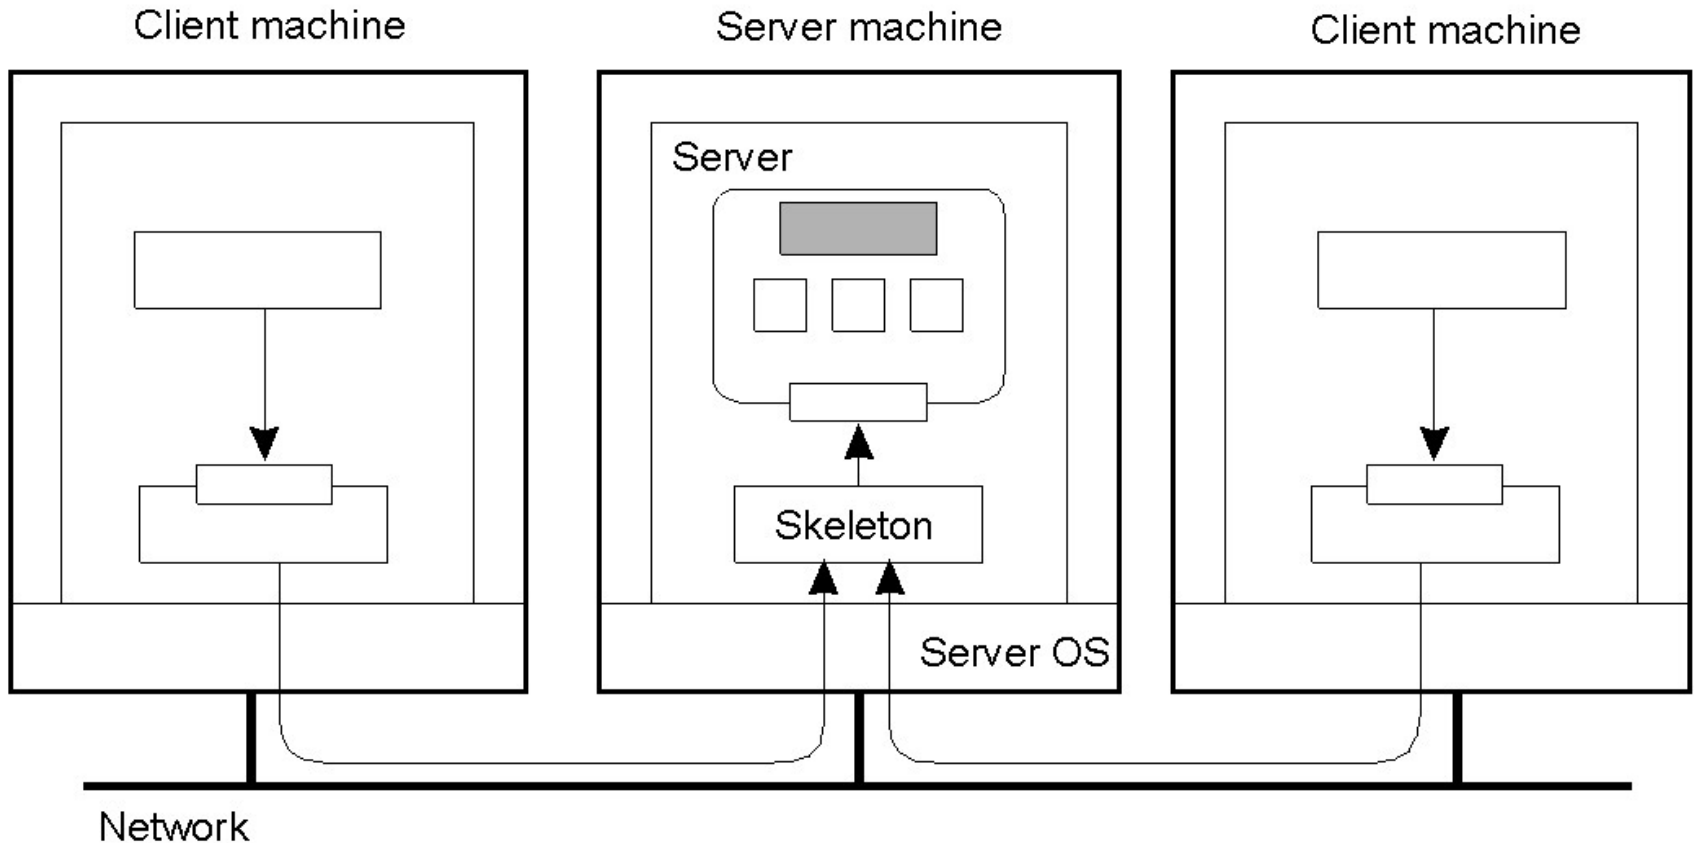 Client machine
Server machine
Client machine
Server
Skeleton
Server OS
Network